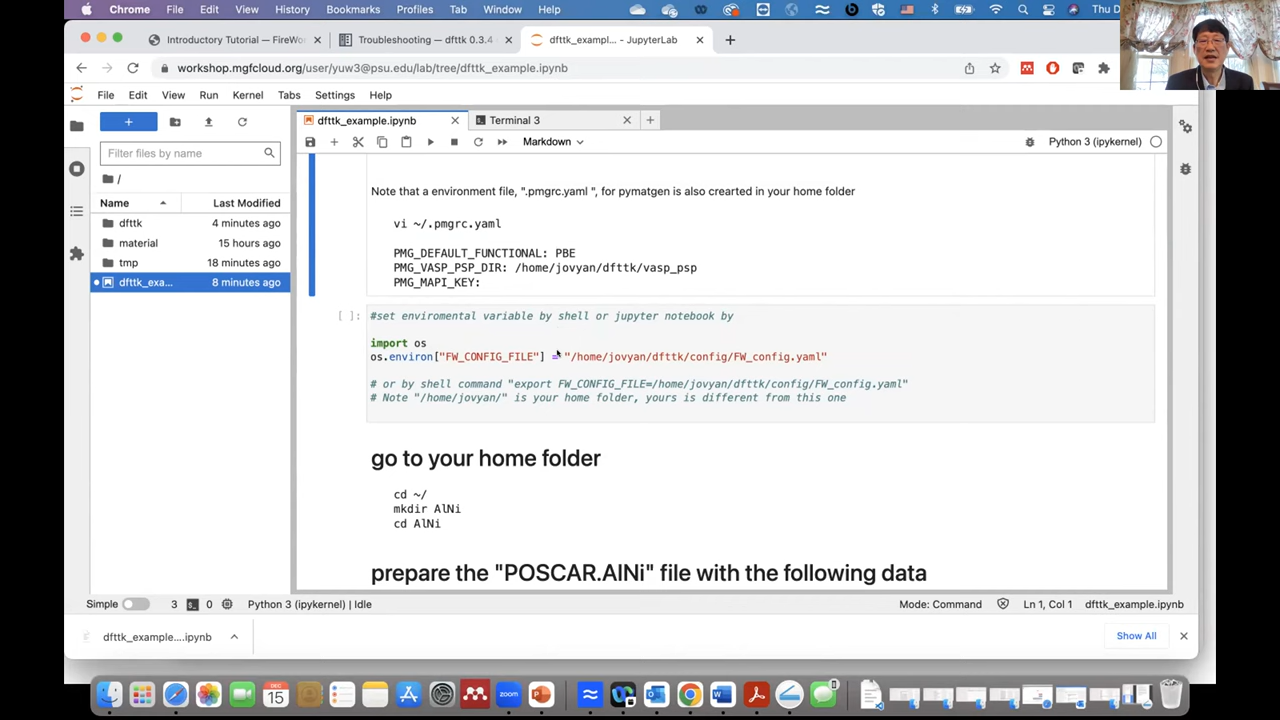 Chrome File Edit View History Bookmarks Profiles Tab Window Help Thu D
Introductory Tutorial — FireWo
Troubleshooting — dfttk 0.3.4
dfttk_exampl... - JupyterLab
workshop.mgfcloud.org/user/yuw3@psu.edu/lab/tree/dfttk_example.ipynb
File Edit View Run Kernel Tabs Settings Help
dfttk_example.ipynb
Terminal 3
Filter files by name
Markdown
Python 3 (ipykernel)
/
Name Last Modified
dfttk 4 minutes ago
material 15 hours ago
tmp 18 minutes ago
dfttk_exa... 8 minutes ago
Note that a environment file, ".pmgrc.yaml ", for pymatgen is also crearted in your home folder
vi ~/.pmgrc.yaml
PMG_DEFAULT_FUNCTIONAL: PBE
PMG_VASP_PSP_DIR: /home/jovyan/dfttk/vasp_psp
PMG_MAPI_KEY:
[ ]:
#set enviromental variable by shell or jupyter notebook by
import os
os.environ["FW_CONFIG_FILE"] = "/home/jovyan/dfttk/config/FW_config.yaml"
# or by shell command "export FW_CONFIG_FILE=/home/jovyan/dfttk/config/FW_config.yaml"
# Note "/home/jovyan/" is your home folder, yours is different from this one
go to your home folder
cd ~/
mkdir AlNi
cd AlNi
prepare the "POSCAR.AlNi" file with the following data
Simple 3 0 Python 3 (ipykernel) | Idle Mode: Command Ln 1, Col 1 dfttk_example.ipynb
dfttk_example....ipynb
Show All
DEC
15
zoom